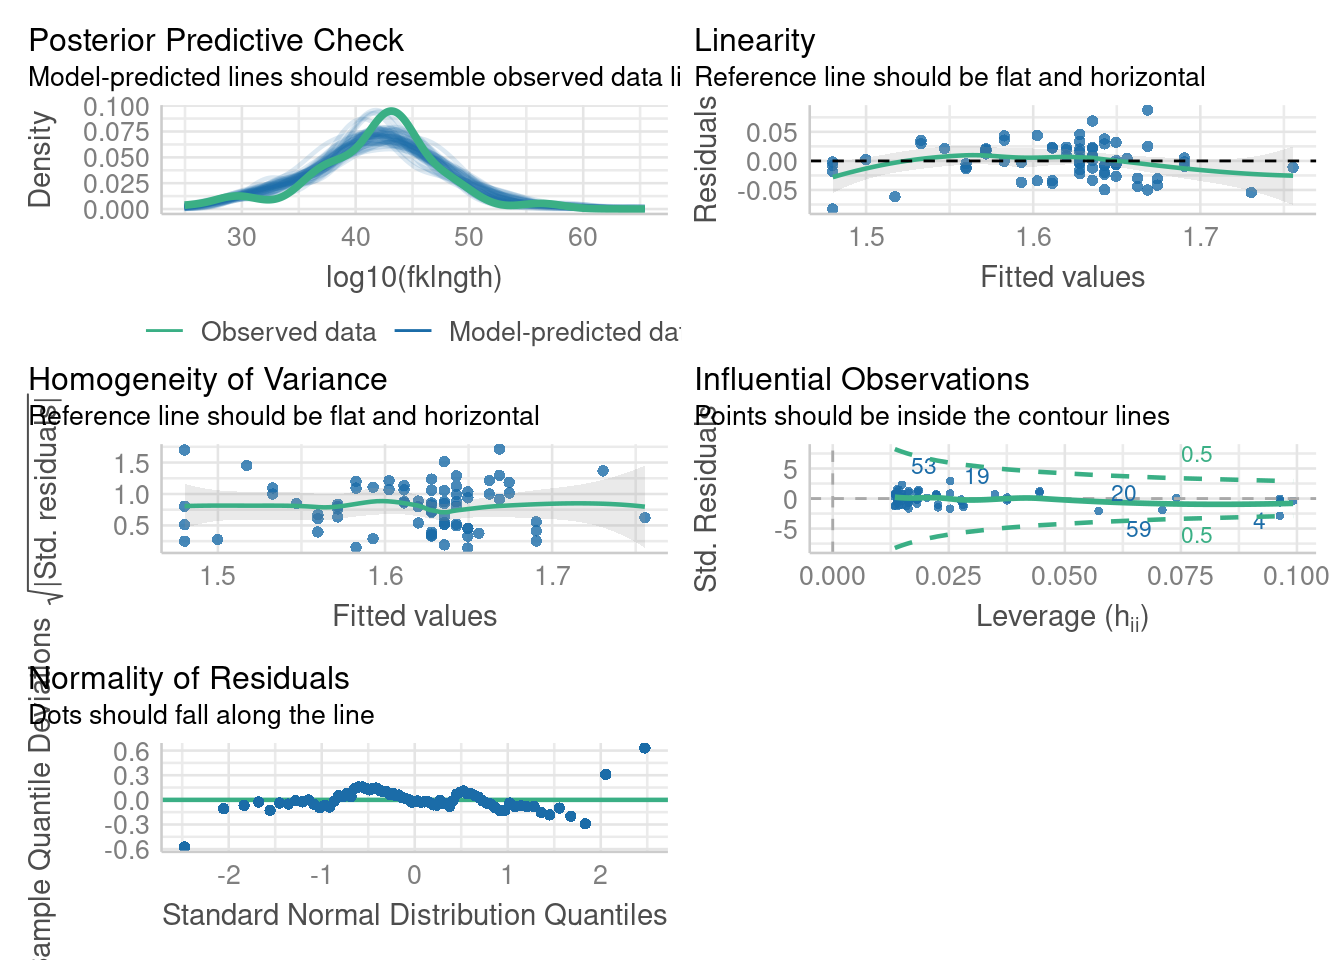 Posterior Predictive Check
Model-predicted lines should resemble observed data li
Density
0.100
0.075
0.050
0.025
0.000
30 40 50 60
log10(fklngth)
Observed data Model-predicted da
Linearity
Reference line should be flat and horizontal
Residuals
0.05
0.00
-0.05
1.5 1.6 1.7
Fitted values
Homogeneity of Variance
Reference line should be flat and horizontal
√|Std. residuals|
1.5
1.0
0.5
1.5 1.6 1.7
Fitted values
Influential Observations
Points should be inside the contour lines
Std. Residuals
5
0
-5
53
19
20
59
4
0.5
0.5
0.000 0.025 0.050 0.075 0.100
Leverage (hii)
Normality of Residuals
Dots should fall along the line
ample Quantile Deviations
0.6
0.3
0.0
-0.3
-0.6
-2 -1 0 1 2
Standard Normal Distribution Quantiles